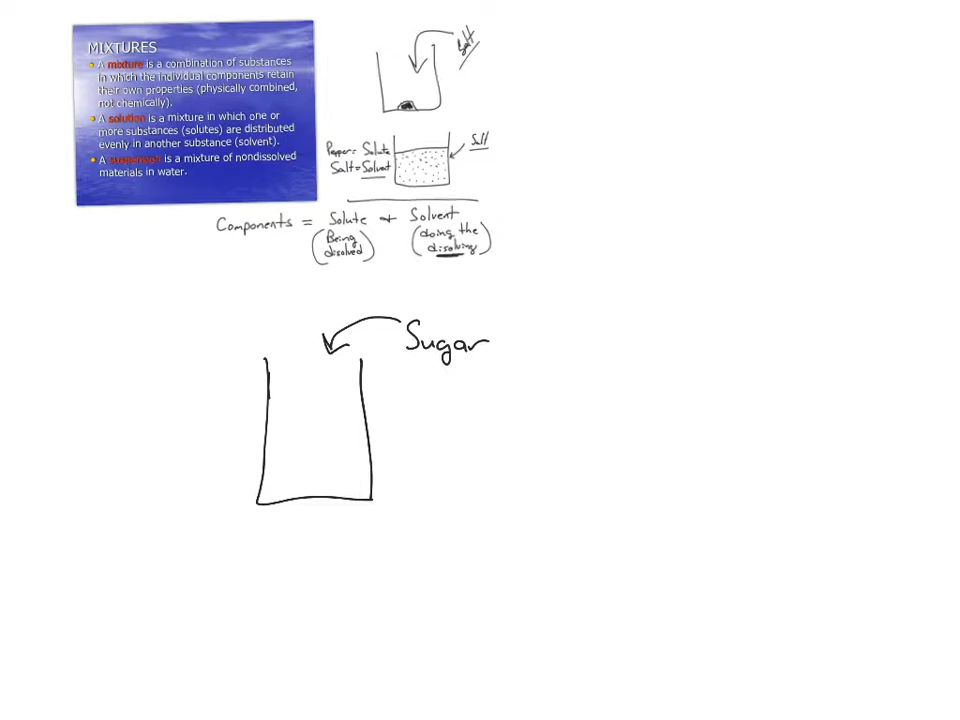 MIXTURES
A mixture is a combination of substances
in which the individual components retain
their own properties (physically combined,
not chemically).
A solution is a mixture in which one or
more substances (solutes) are distributed
evenly in another substance (solvent).
A suspension is a mixture of nondissolved
materials in water.
Salt
Pepper = Solute
Salt = Solvent
Salt
Components = Solute + Solvent
(Being
disolved)
(doing the
disolving)
Sugar